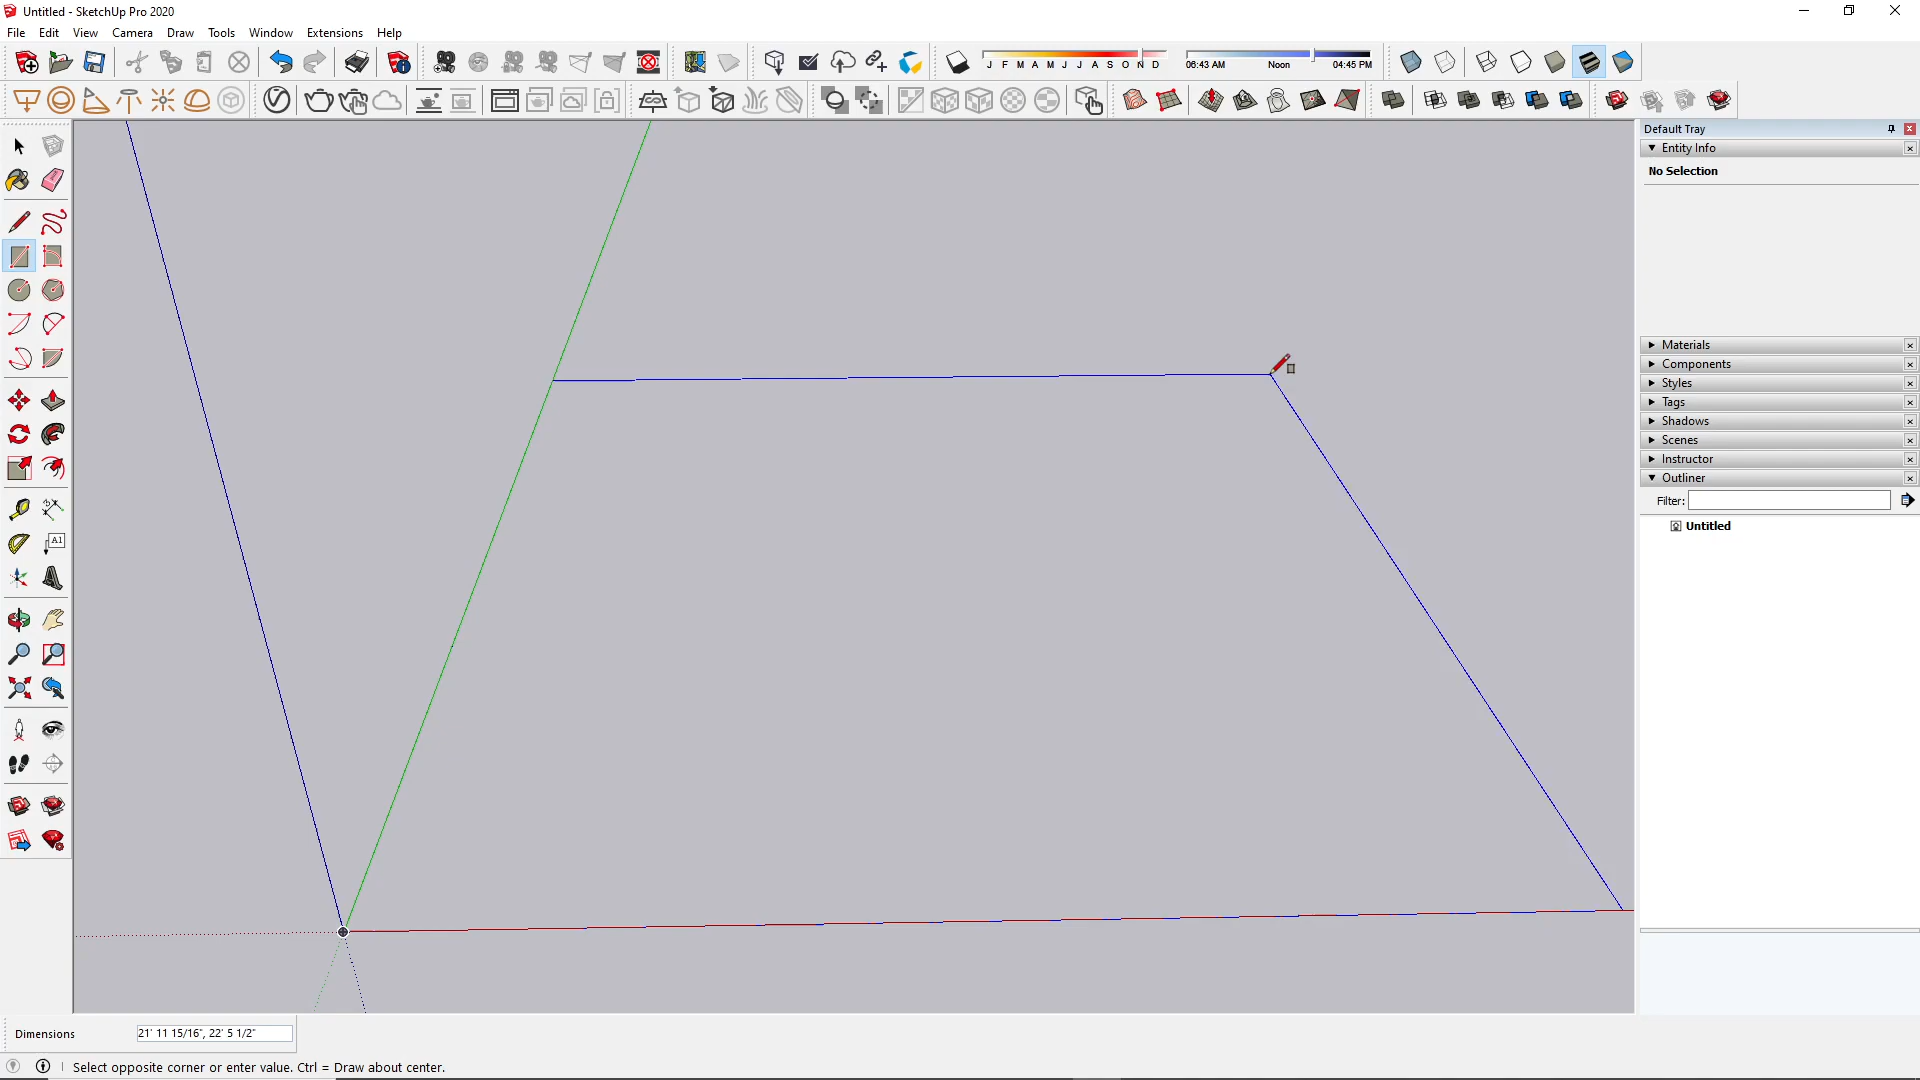 Untitled - SketchUp Pro 2020
File Edit View Camera Draw Tools Window Extensions Help
J F M A M J J A S O N D
06:43 AM Noon 04:45 PM
Default Tray
Entity Info
No Selection
Materials
Components
Styles
Tags
Shadows
Scenes
Instructor
Outliner
Filter:
Untitled
A1
Dimensions 21' 11 15/16", 22' 5 1/2"
Select opposite corner or enter value. Ctrl = Draw about center.